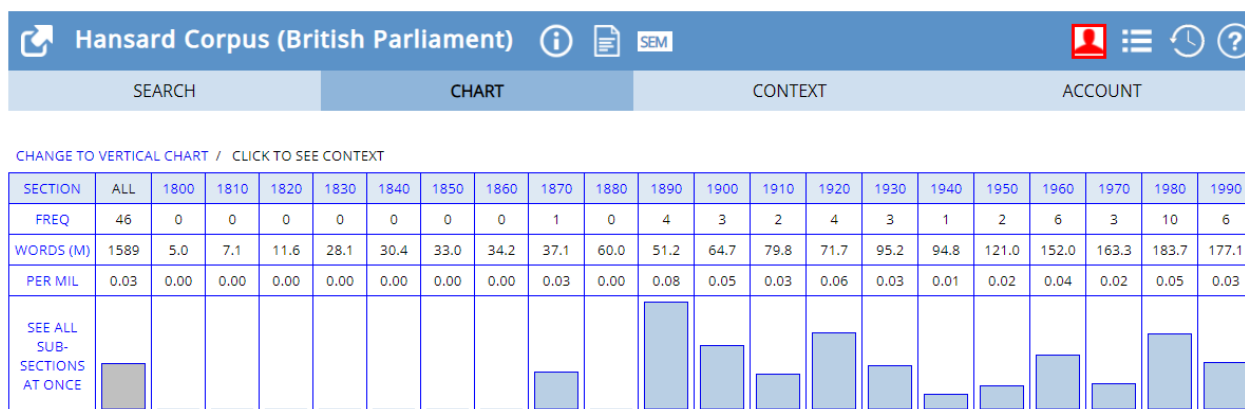 Hansard Corpus (British Parliament) SEM
SEARCH CHART CONTEXT ACCOUNT
CHANGE TO VERTICAL CHART / CLICK TO SEE CONTEXT
SECTION ALL 1800 1810 1820 1830 1840 1850 1860 1870 1880 1890 1900 1910 1920 1930 1940 1950 1960 1970 1980 1990
FREQ 46 0 0 0 0 0 0 0 1 0 4 3 2 4 3 1 2 6 3 10 6
WORDS (M) 1589 5.0 7.1 11.6 28.1 30.4 33.0 34.2 37.1 60.0 51.2 64.7 79.8 71.7 95.2 94.8 121.0 152.0 163.3 183.7 177.1
PER MIL 0.03 0.00 0.00 0.00 0.00 0.00 0.00 0.00 0.03 0.00 0.08 0.05 0.03 0.06 0.03 0.01 0.02 0.04 0.02 0.05 0.03
SEE ALL
SUB-
SECTIONS
AT ONCE